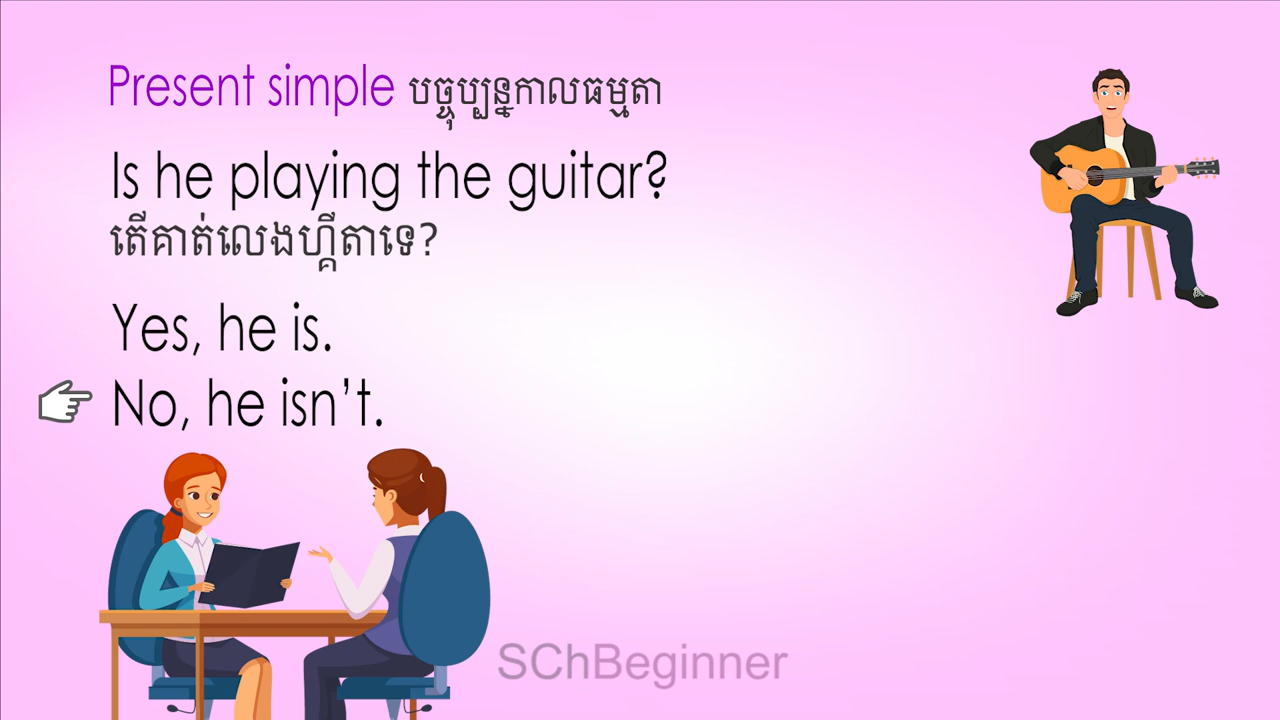 Present simple បច្ចុប្បន្នកាលធម្មតា
Is he playing the guitar?
តើគាត់លេងហ្គីតាទេ?
Yes, he is.
No, he isn’t.
SChBeginner